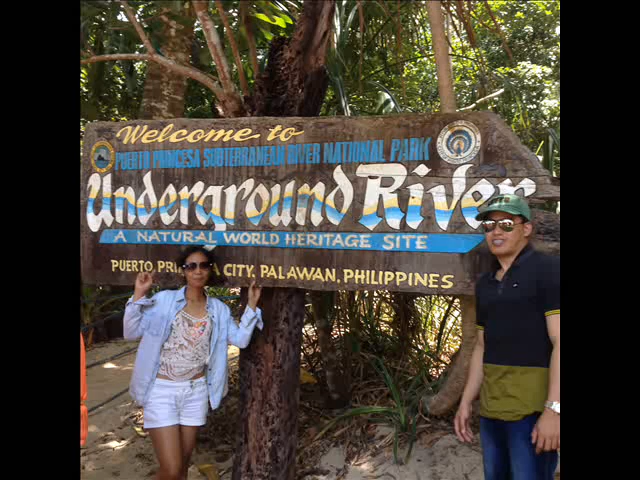 Welcome to
PUERTO PRINCESA SUBTERRANEAN RIVER NATIONAL PARK
Underground River
A NATURAL WORLD HERITAGE SITE
CITY, PALAWAN, PHILIPPINES
PUERTO